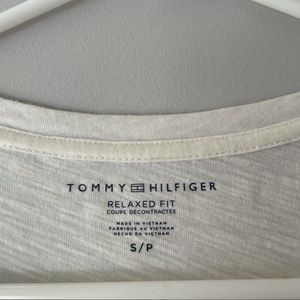 TOMMY HILFIGER
RELAXED FIT
COUPE DÉCONTRACTÉE
MADE IN VIETNAM
FABRIQUÉ AU VIETNAM
HECHO EN VIETNAM
S/P